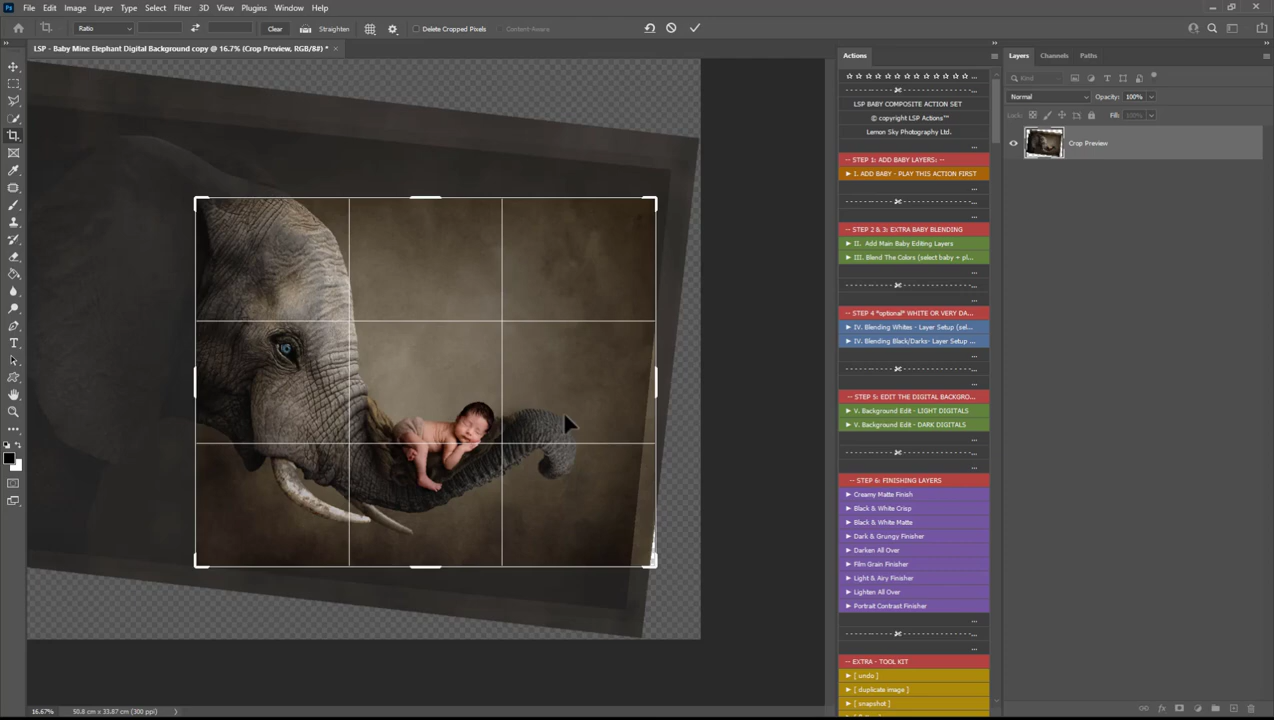 Ps File Edit Image Layer Type Select Filter 3D View Plugins Window Help
Ratio Clear Straighten Delete Cropped Pixels Content-Aware
LSP - Baby Mine Elephant Digital Background copy @ 16.7% (Crop Preview, RGB/8#) * ×
Actions
☆ ☆ ☆ ☆ ☆ ☆ ☆ ☆ ☆ ☆ ☆ ☆ ...
LSP BABY COMPOSITE ACTION SET
© copyright LSP Actions™
Lemon Sky Photography Ltd.
...
-- STEP 1: ADD BABY LAYERS: --
I. ADD BABY - PLAY THIS ACTION FIRST
...
...
-- STEP 2 & 3: EXTRA BABY BLENDING
II. Add Main Baby Editing Layers
III. Blend The Colors (select baby + pl...
...
...
-- STEP 4 *optional* WHITE OR VERY DA...
IV. Blending Whites - Layer Setup (sel...
IV. Blending Black/Darks- Layer Setup ...
...
...
-- STEP 5: EDIT THE DIGITAL BACKGRO...
V. Background Edit - LIGHT DIGITALS
V. Background Edit - DARK DIGITALS
...
...
-- STEP 6: FINISHING LAYERS
Creamy Matte Finish
Black & White Crisp
Black & White Matte
Dark & Grungy Finisher
Darken All Over
Film Grain Finisher
Light & Airy Finisher
Lighten All Over
Portrait Contrast Finisher
...
...
-- EXTRA - TOOL KIT
[ undo ]
[ duplicate image ]
[ snapshot ]
Layers Channels Paths
Kind
Normal Opacity: 100%
Lock: Fill: 100%
Crop Preview
16.67% 50.8 cm x 33.87 cm (300 ppi)